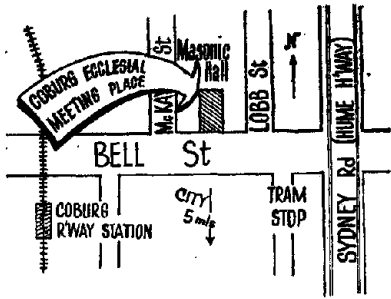 COBURG ECCLESIAL
MEETING PLACE
McKAY St
Masonic
Hall
LOBB St
N
SYDNEY Rd (HUME H'WAY)
BELL St
COBURG
R'WAY STATION
CITY
5 mls
TRAM
STOP